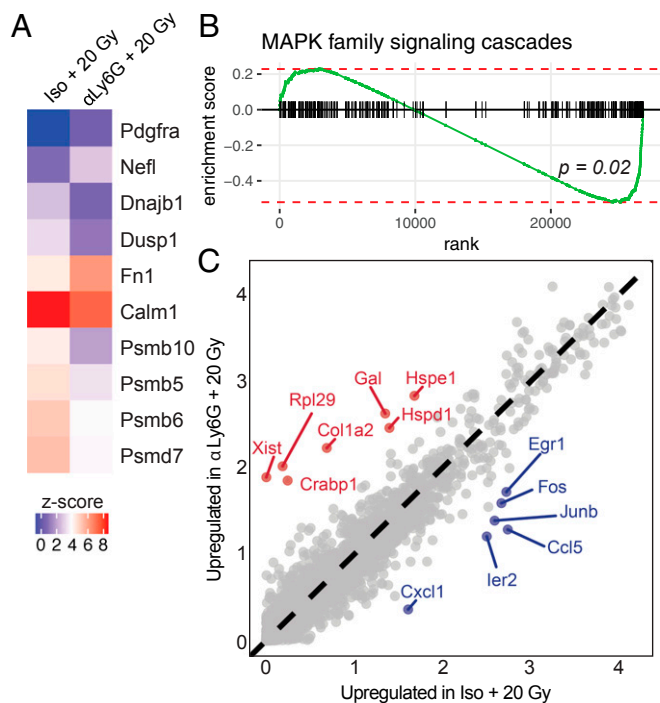 A
Iso + 20 Gy
αLy6G + 20 Gy
Pdgfra
Nefl
Dnajb1
Dusp1
Fn1
Calm1
Psmb10
Psmb5
Psmb6
Psmd7
z-score
0 2 4 6 8
B
MAPK family signaling cascades
enrichment score
0.2
0.0
−0.2
−0.4
p = 0.02
0 10000 20000
rank
C
Upregulated in αLy6G + 20 Gy
4
3
2
1
0
Gal
Hspe1
Rpl29
Hspd1
Col1a2
Xist
Crabp1
Egr1
Fos
Junb
Ccl5
Ier2
Cxcl1
0 1 2 3 4
Upregulated in Iso + 20 Gy